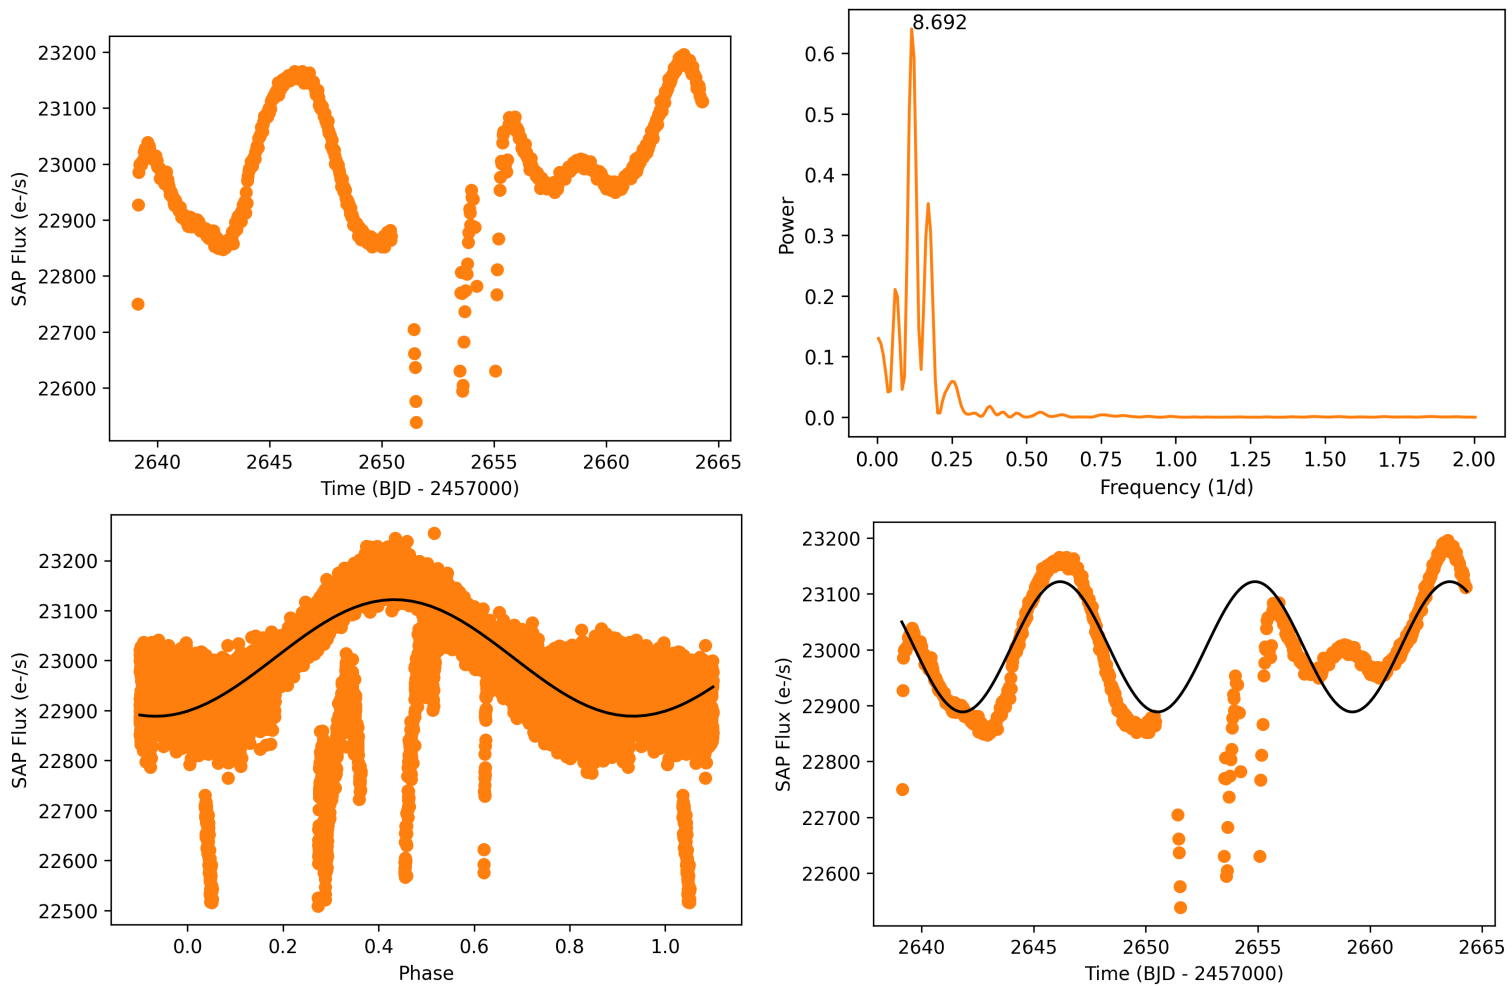 23200
23100
23000
22900
22800
22700
22600
SAP Flux (e-/s)
2640 2645 2650 2655 2660 2665
Time (BJD - 2457000)
8.692
0.6
0.5
0.4
0.3
0.2
0.1
0.0
Power
0.00 0.25 0.50 0.75 1.00 1.25 1.50 1.75 2.00
Frequency (1/d)
23200
23100
23000
22900
22800
22700
22600
22500
SAP Flux (e-/s)
0.0 0.2 0.4 0.6 0.8 1.0
Phase
23200
23100
23000
22900
22800
22700
22600
SAP Flux (e-/s)
2640 2645 2650 2655 2660 2665
Time (BJD - 2457000)